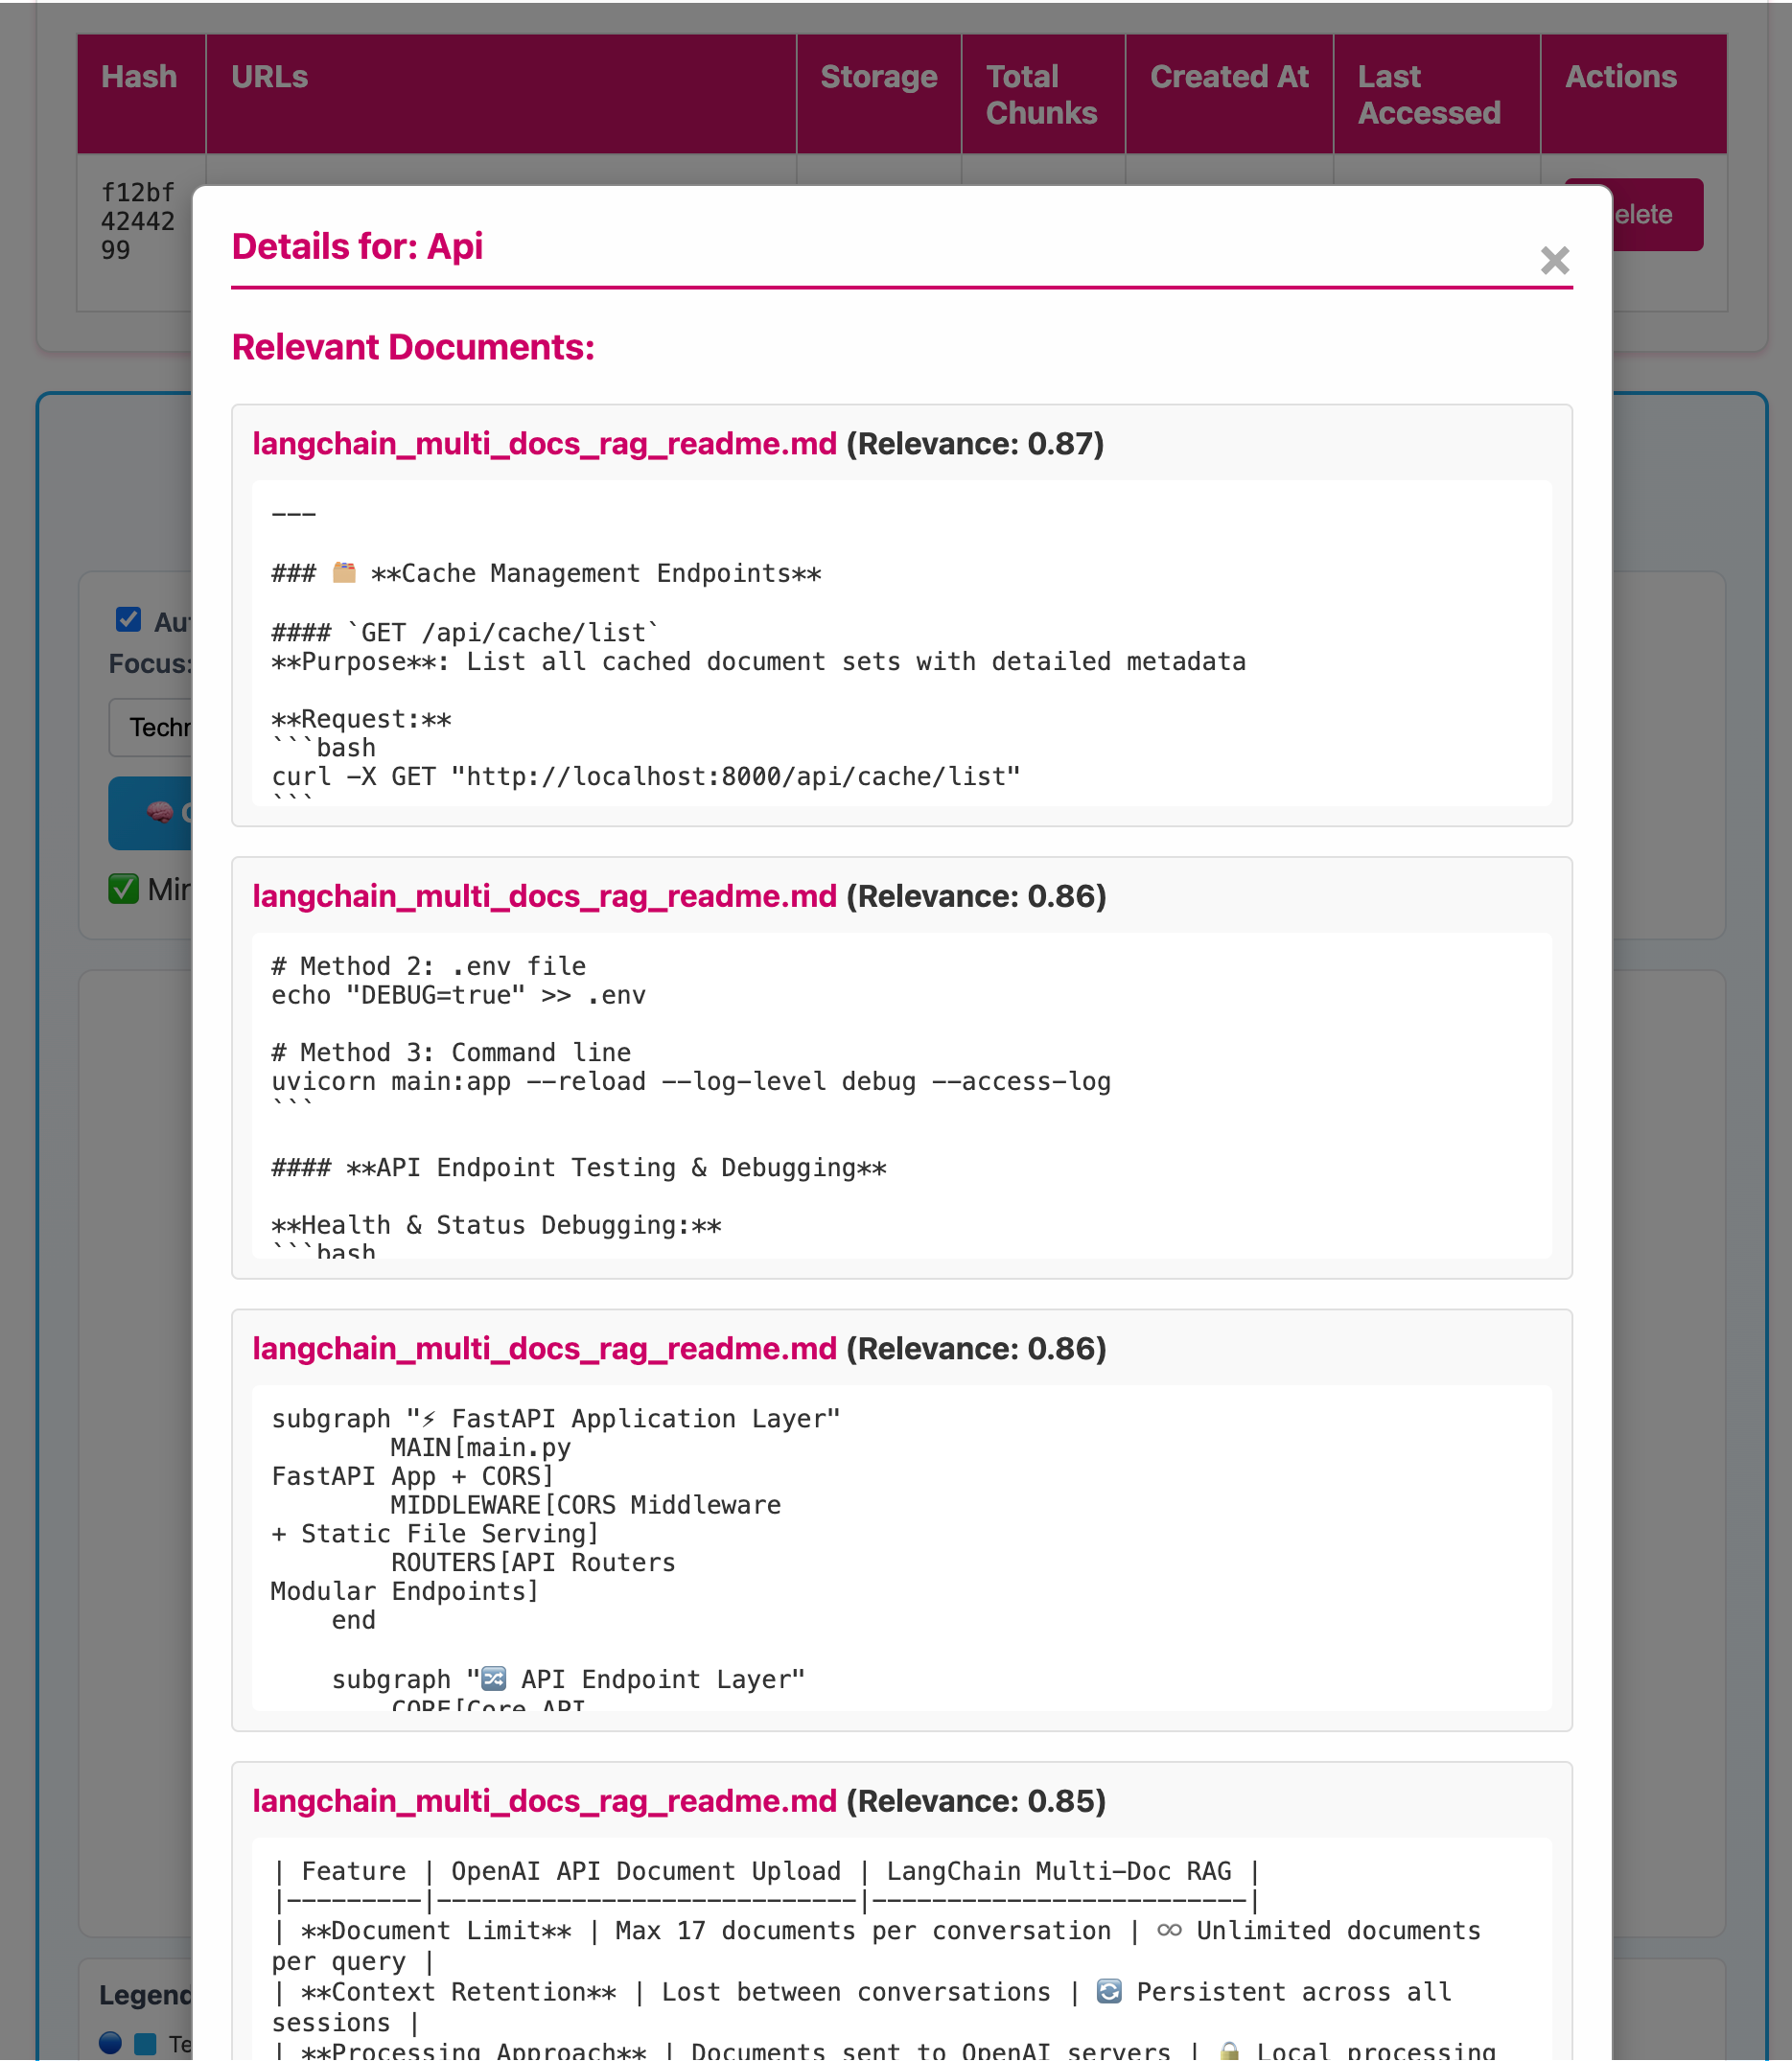 Hash URLs Storage Total Chunks Created At Last Accessed Actions
f12bf
42442
99
elete
Details for: Api
×
Relevant Documents:
langchain_multi_docs_rag_readme.md (Relevance: 0.87)
---
### 🗂️ **Cache Management Endpoints**
#### `GET /api/cache/list`
**Purpose**: List all cached document sets with detailed metadata
**Request:**
```bash
curl -X GET "http://localhost:8000/api/cache/list"
```
langchain_multi_docs_rag_readme.md (Relevance: 0.86)
# Method 2: .env file
echo "DEBUG=true" >> .env
# Method 3: Command line
uvicorn main:app --reload --log-level debug --access-log
```
#### **API Endpoint Testing & Debugging**
**Health & Status Debugging:**
```bash
langchain_multi_docs_rag_readme.md (Relevance: 0.86)
subgraph "⚡ FastAPI Application Layer"
MAIN[main.py
FastAPI App + CORS]
MIDDLEWARE[CORS Middleware
+ Static File Serving]
ROUTERS[API Routers
Modular Endpoints]
end
subgraph "🔀 API Endpoint Layer"
CORE[Core API
langchain_multi_docs_rag_readme.md (Relevance: 0.85)
| Feature | OpenAI API Document Upload | LangChain Multi-Doc RAG |
|---------|----------------------------|-------------------------|
| **Document Limit** | Max 17 documents per conversation | ♾️ Unlimited documents
per query |
| **Context Retention** | Lost between conversations | 🔄 Persistent across all
sessions |
| **Processing Approach** | Documents sent to OpenAI servers | 🔒 Local processing
Focus:
Techn
Legend
Te